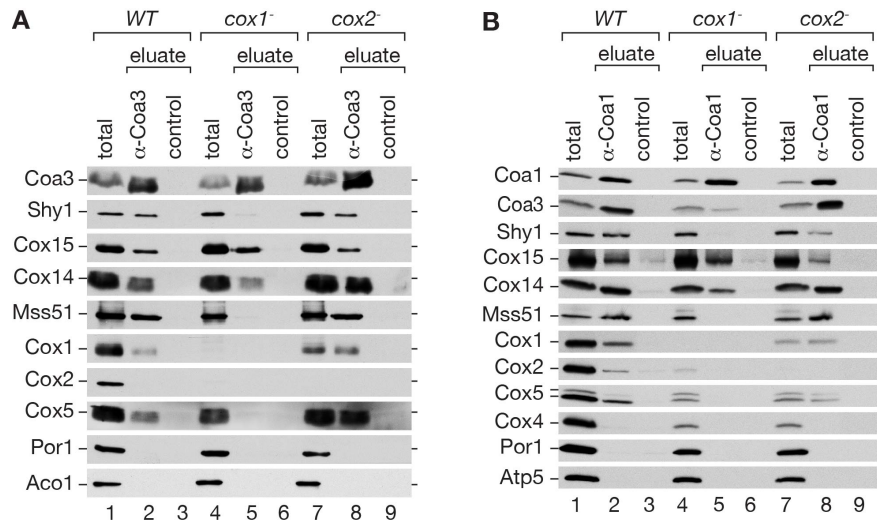 A
WT cox1- cox2-
eluate eluate eluate
total α-Coa3 control total α-Coa3 control total α-Coa3 control
Coa3
Shy1
Cox15
Cox14
Mss51
Cox1
Cox2
Cox5
Por1
Aco1
1 2 3 4 5 6 7 8 9
B
WT cox1- cox2-
eluate eluate eluate
total α-Coa1 control total α-Coa1 control total α-Coa1 control
Coa1
Coa3
Shy1
Cox15
Cox14
Mss51
Cox1
Cox2
Cox5
Cox4
Por1
Atp5
1 2 3 4 5 6 7 8 9